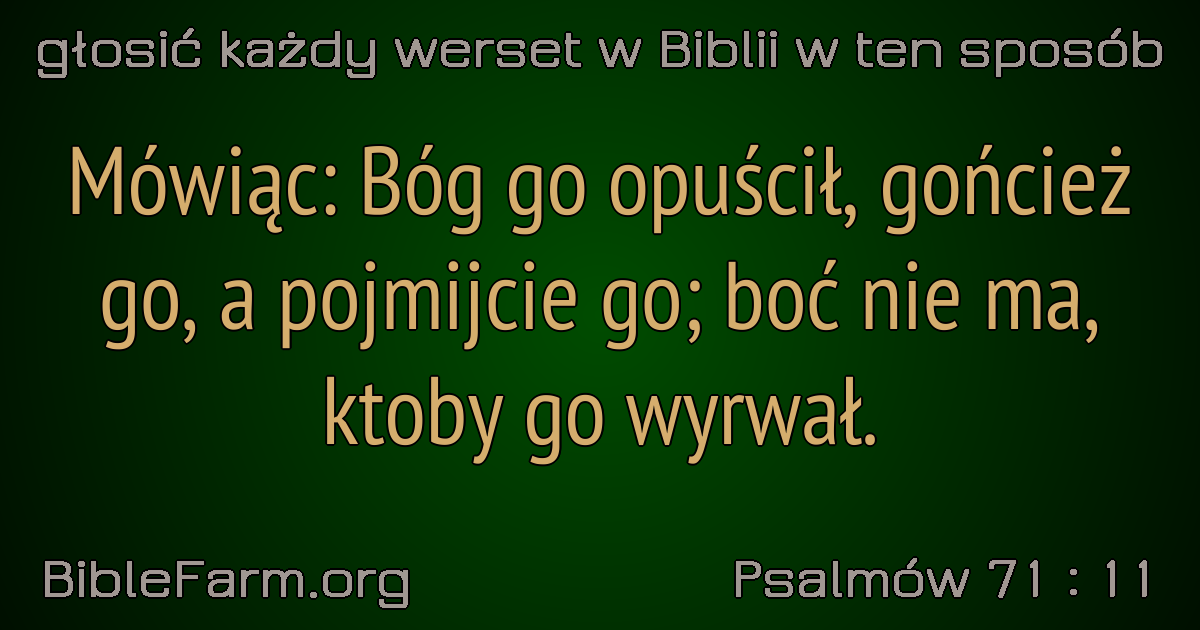 głosić każdy werset w Biblii w ten sposób
Mówiąc: Bóg go opuścił, gońcież
go, a pojmijcie go; boć nie ma,
ktoby go wyrwał.
BibleFarm.org
Psalmów 71 : 11